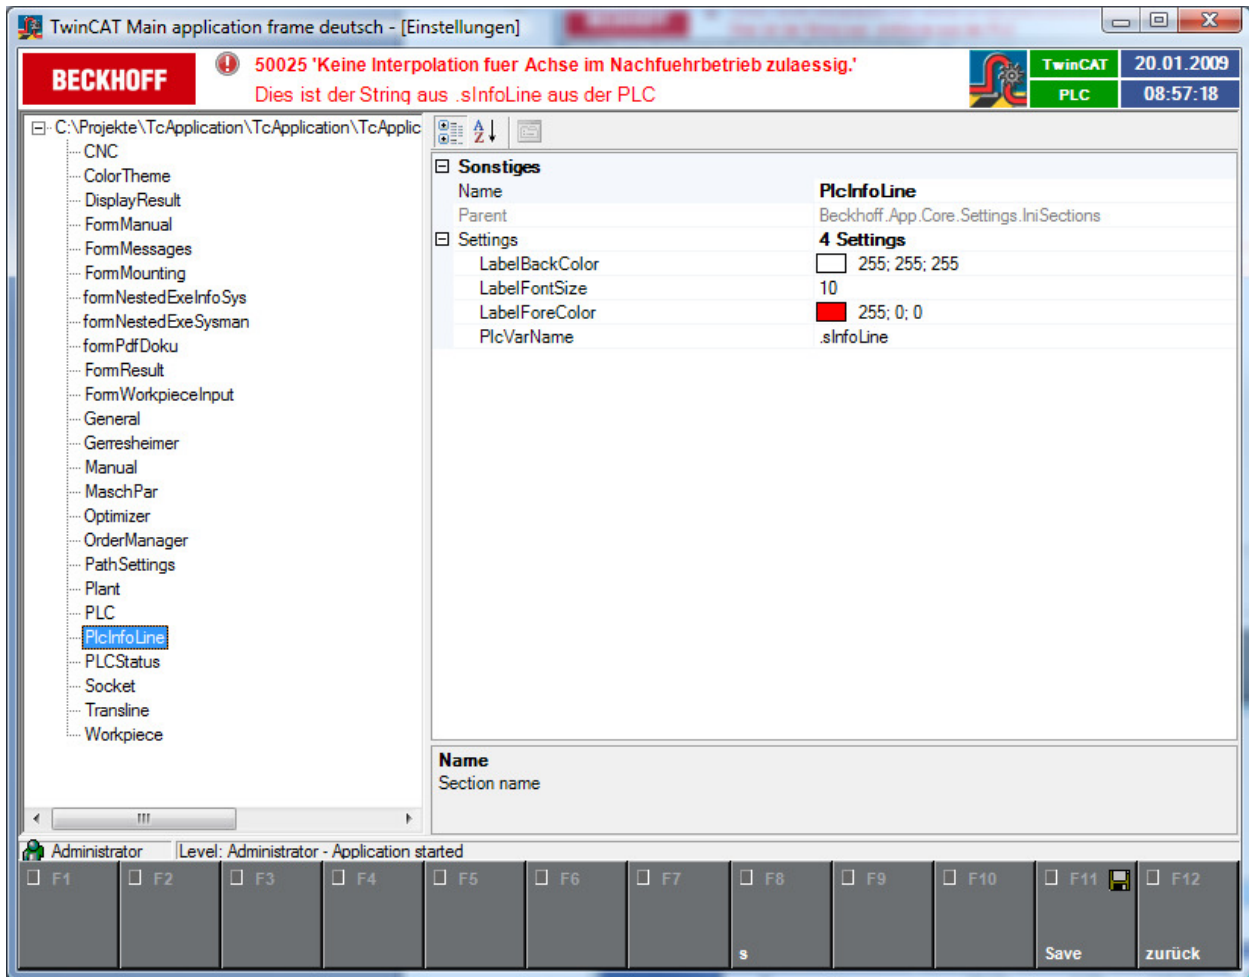 TwinCAT Main application frame deutsch - [Einstellungen]
BECKHOFF
50025 'Keine Interpolation fuer Achse im Nachfuehrbetrieb zulaessig.'
Dies ist der String aus .sInfoLine aus der PLC
TwinCAT
PLC
20.01.2009
08:57:18
C:\Projekte\TcApplication\TcApplication\TcApplic
CNC
ColorTheme
DisplayResult
FormManual
FormMessages
FormMounting
formNestedExeInfoSys
formNestedExeSysman
formPdfDoku
FormResult
FormWorkpieceInput
General
Gerresheimer
Manual
MaschPar
Optimizer
OrderManager
PathSettings
Plant
PLC
PlcInfoLine
PLCStatus
Socket
Transline
Workpiece
Sonstiges
Name PlcInfoLine
Parent Beckhoff.App.Core.Settings.IniSections
Settings 4 Settings
LabelBackColor 255; 255; 255
LabelFontSize 10
LabelForeColor 255; 0; 0
PlcVarName .sInfoLine
Name
Section name
Administrator Level: Administrator - Application started
F1 F2 F3 F4 F5 F6 F7 F8 F9 F10 F11 F12
s Save zurück